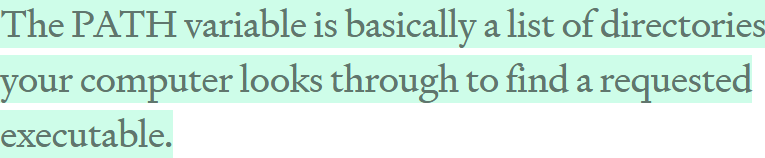 The PATH variable is basically a list of directories
your computer looks through to find a requested
executable.